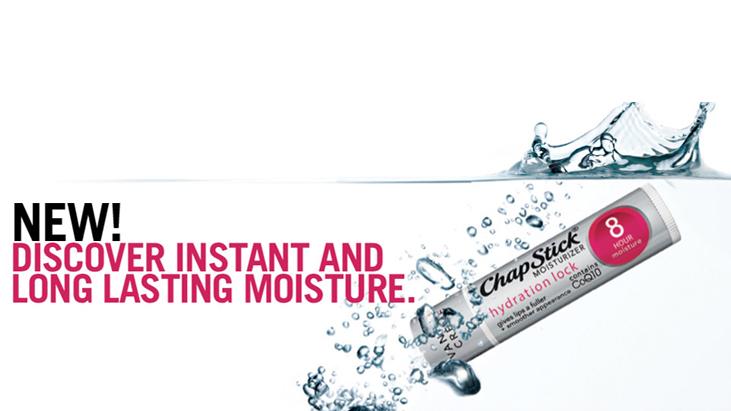 NEW!
DISCOVER INSTANT AND
LONG LASTING MOISTURE.
ChapStick®
MOISTURIZER
hydration lock
gives lips a fuller
+ smoother appearance
contains
CoQ10
8
HOUR
moisture